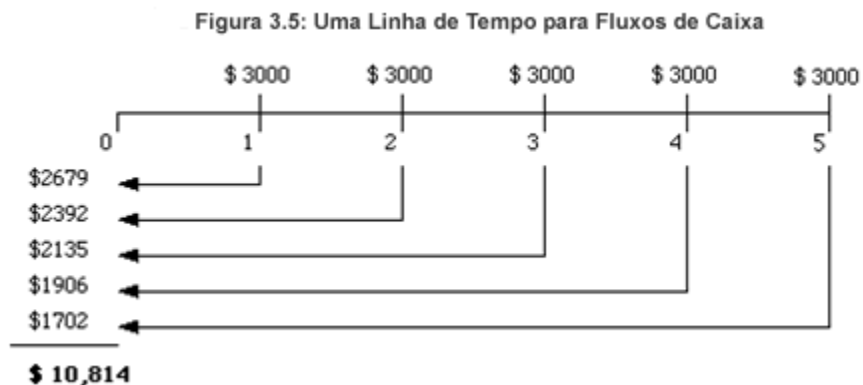 Figura 3.5: Uma Linha de Tempo para Fluxos de Caixa
$ 3000 $ 3000 $ 3000 $ 3000 $ 3000
0 1 2 3 4 5
$2679
$2392
$2135
$1906
$1702
$ 10,814